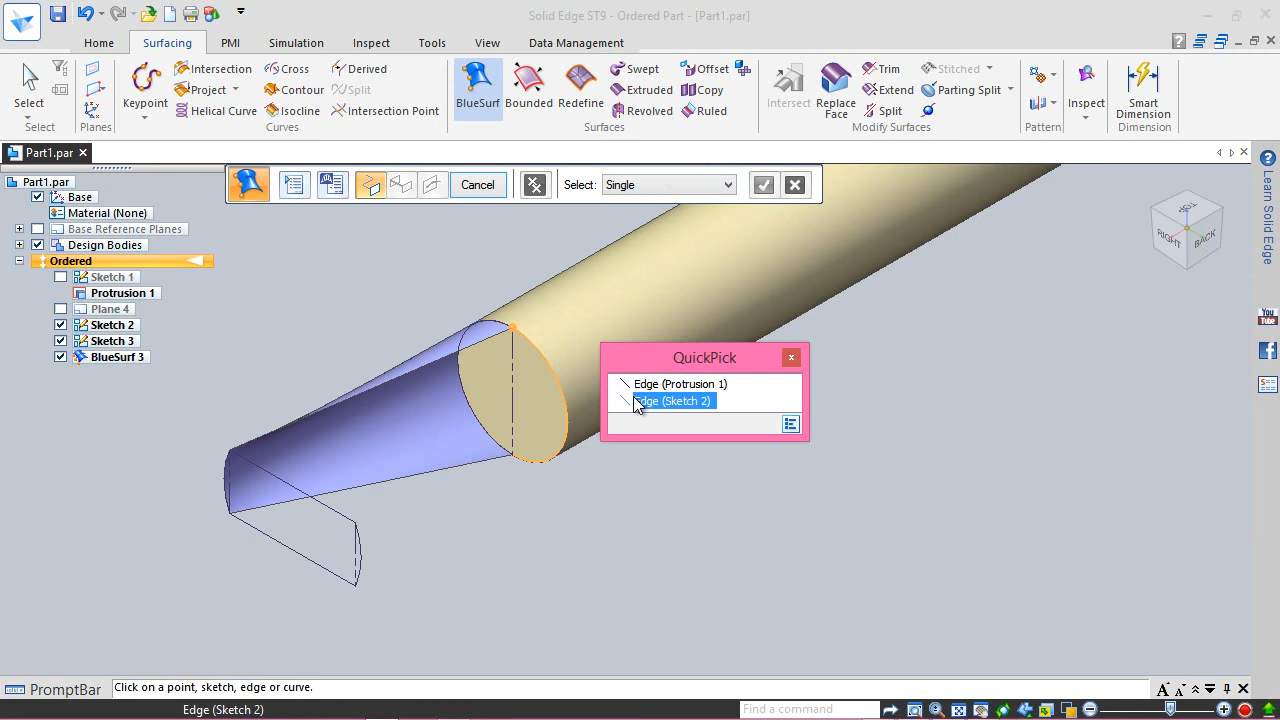 Solid Edge ST9 - Ordered Part - [Part1.par]
Home Surfacing PMI Simulation Inspect Tools View Data Management
Select
Select
Planes
Keypoint
Intersection Cross Derived
Project Contour Split
Helical Curve Isocline Intersection Point
Curves
BlueSurf Bounded Redefine
Swept Offset
Extruded Copy
Revolved Ruled
Surfaces
Intersect Replace Face
Trim Stitched
Extend Parting Split
Split
Modify Surfaces
Pattern
Inspect
Smart Dimension
Dimension
Part1.par
Cancel Select: Single
Part1.par
Base
Material (None)
Base Reference Planes
Design Bodies
Ordered
Sketch 1
Protrusion 1
Plane 4
Sketch 2
Sketch 3
BlueSurf 3
TOP
RIGHT BACK
Learn Solid Edge
You Tube
QuickPick
Edge (Protrusion 1)
Edge (Sketch 2)
PromptBar Click on a point, sketch, edge or curve.
Edge (Sketch 2) Find a command